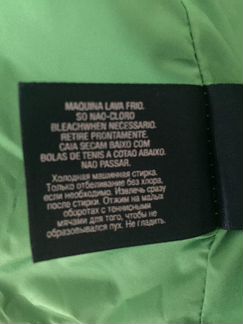 MAQUINA LAVA FRIO.
SO NAO-CLORO
BLEACHWHEN NECESSARIO.
RETIRE PRONTAMENTE.
CAIA SECAM BAIXO COM
BOLAS DE TENIS A COTAO ABAIXO.
NAO PASSAR.
Холодная машинная стирка.
Только отбеливание без хлора,
если необходимо. Извлечь сразу
после стирки. Отжим на малых
оборотах с теннисными
мячами для того, чтобы не
образовывался пух. Не гладить.